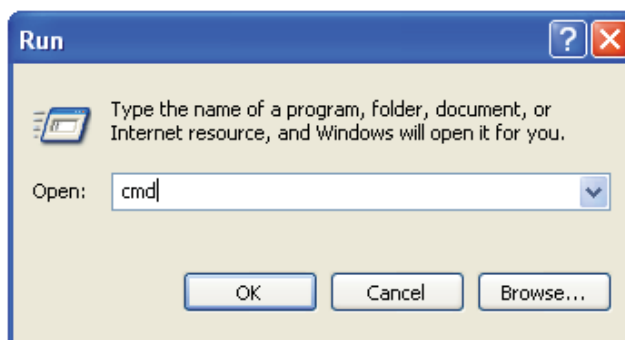 Run
Type the name of a program, folder, document, or
Internet resource, and Windows will open it for you.
Open: cmd
OK Cancel Browse...